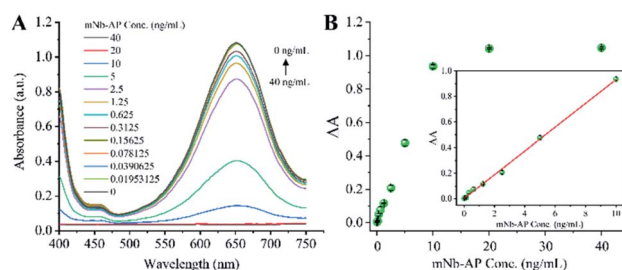 A
mNb-AP Conc. (ng/mL)
40
20
10
5
2.5
1.25
0.625
0.3125
0.15625
0.078125
0.0390625
0.01953125
0
0 ng/mL
40 ng/mL
1.2
1.0
0.8
0.6
0.4
0.2
0.0
Absorbance (a.u.)
400 450 500 550 600 650 700 750
Wavelength (nm)
B
1.2
1.0
0.8
0.6
0.4
0.2
0.0
ΔA
0 10 20 30 40
mNb-AP Conc. (ng/mL)
1.0
0.8
0.6
0.4
0.2
0.0
ΔA
0 2 4 6 8 10
mNb-AP Conc. (ng/mL)